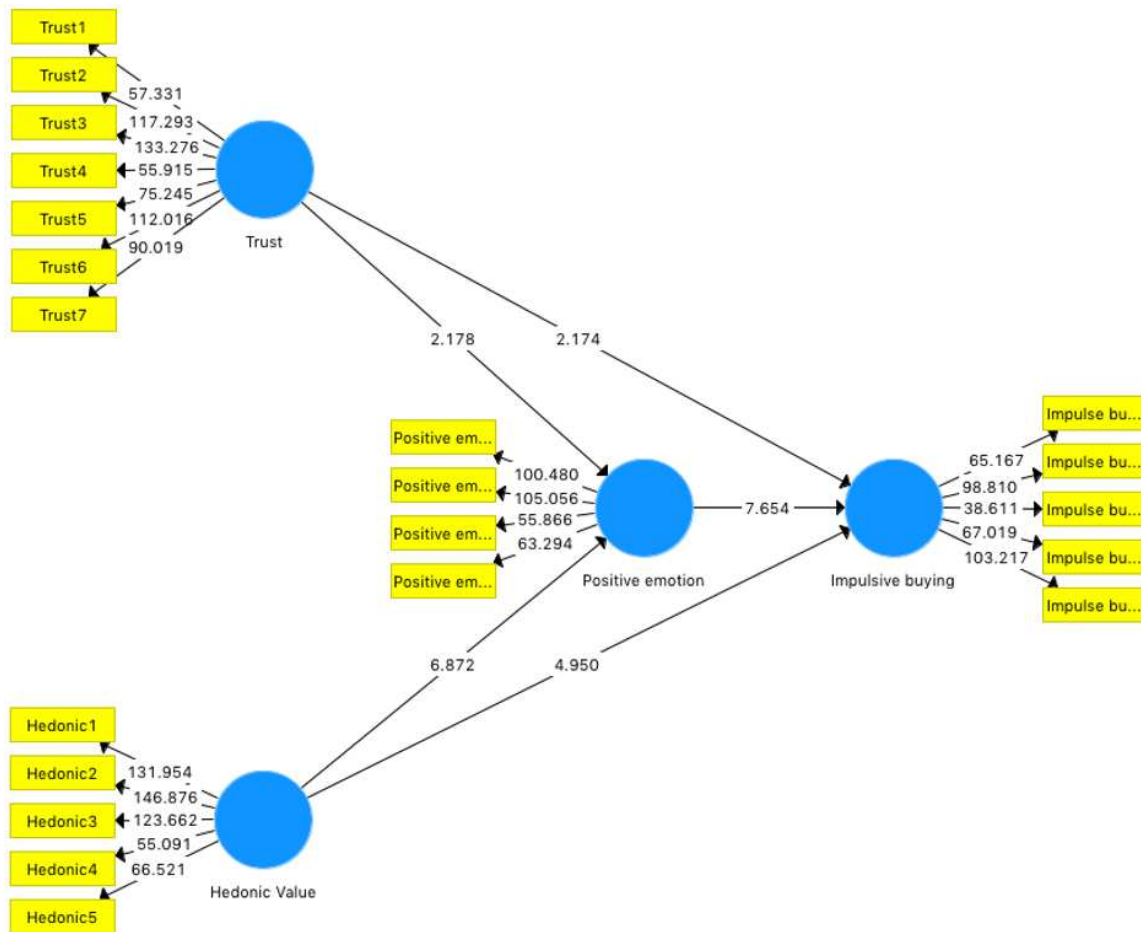 Trust1
Trust2
Trust3
Trust4
Trust5
Trust6
Trust7
57.331
117.293
133.276
55.915
75.245
112.016
90.019
Trust
2.178
2.174
Positive em...
Positive em...
Positive em...
Positive em...
100.480
105.056
55.866
63.294
Positive emotion
7.654
Impulsive buying
65.167
98.810
38.611
67.019
103.217
Impulse bu...
Impulse bu...
Impulse bu...
Impulse bu...
Impulse bu...
6.872
4.950
Hedonic1
Hedonic2
Hedonic3
Hedonic4
Hedonic5
131.954
146.876
123.662
55.091
66.521
Hedonic Value